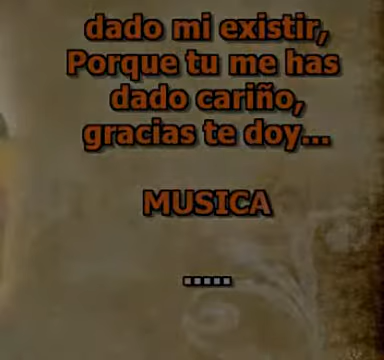 dado mi existir,
Porque tu me has
dado cariño,
gracias te doy...
MUSICA
.....